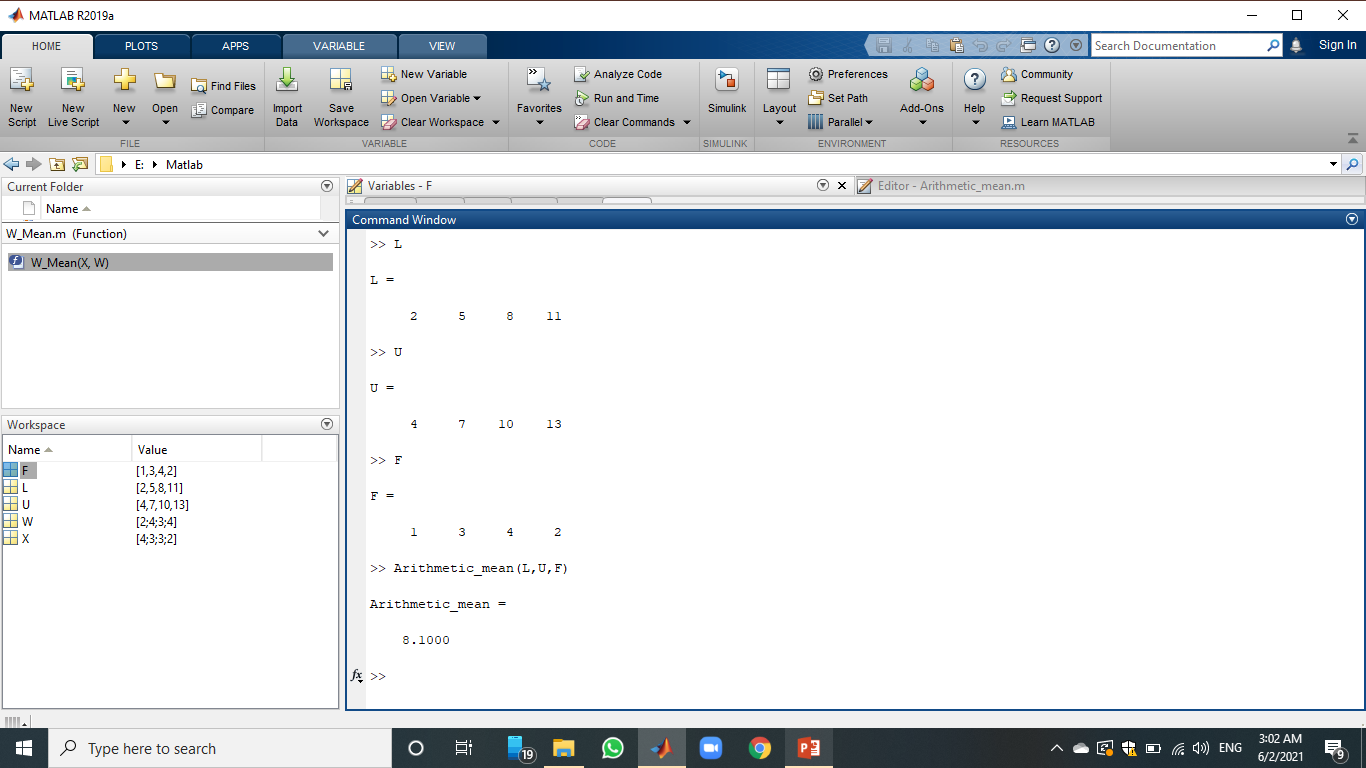 MATLAB R2019a
HOME PLOTS APPS VARIABLE VIEW
Search Documentation
Sign In
New Script
New Live Script
New
Open
Find Files
Compare
Import Data
Save Workspace
New Variable
Open Variable
Clear Workspace
Favorites
Analyze Code
Run and Time
Clear Commands
Simulink
Layout
Preferences
Set Path
Parallel
Add-Ons
Help
Community
Request Support
Learn MATLAB
FILE VARIABLE CODE SIMULINK ENVIRONMENT RESOURCES
E: Matlab
Current Folder
Name
W_Mean.m (Function)
W_Mean(X, W)
Workspace
Name Value
F [1,3,4,2]
L [2,5,8,11]
U [4,7,10,13]
W [2;4;3;4]
X [4;3;3;2]
Variables - F
Editor - Arithmetic_mean.m
Command Window
>> L
L =
2 5 8 11
>> U
U =
4 7 10 13
>> F
F =
1 3 4 2
>> Arithmetic_mean(L,U,F)
Arithmetic_mean =
8.1000
fx >>
Type here to search
19
ENG
3:02 AM
6/2/2021
9